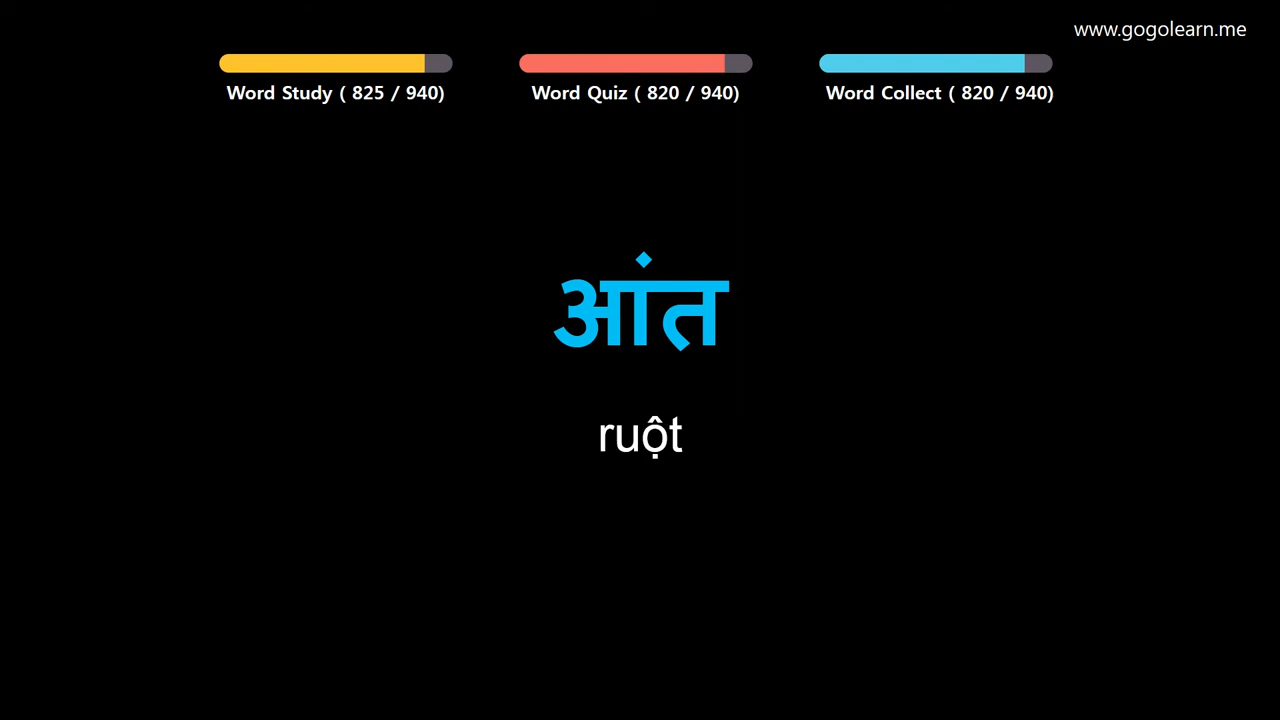 www.gogolearn.me
Word Study ( 825 / 940)
Word Quiz ( 820 / 940)
Word Collect ( 820 / 940)
आंत
ruột